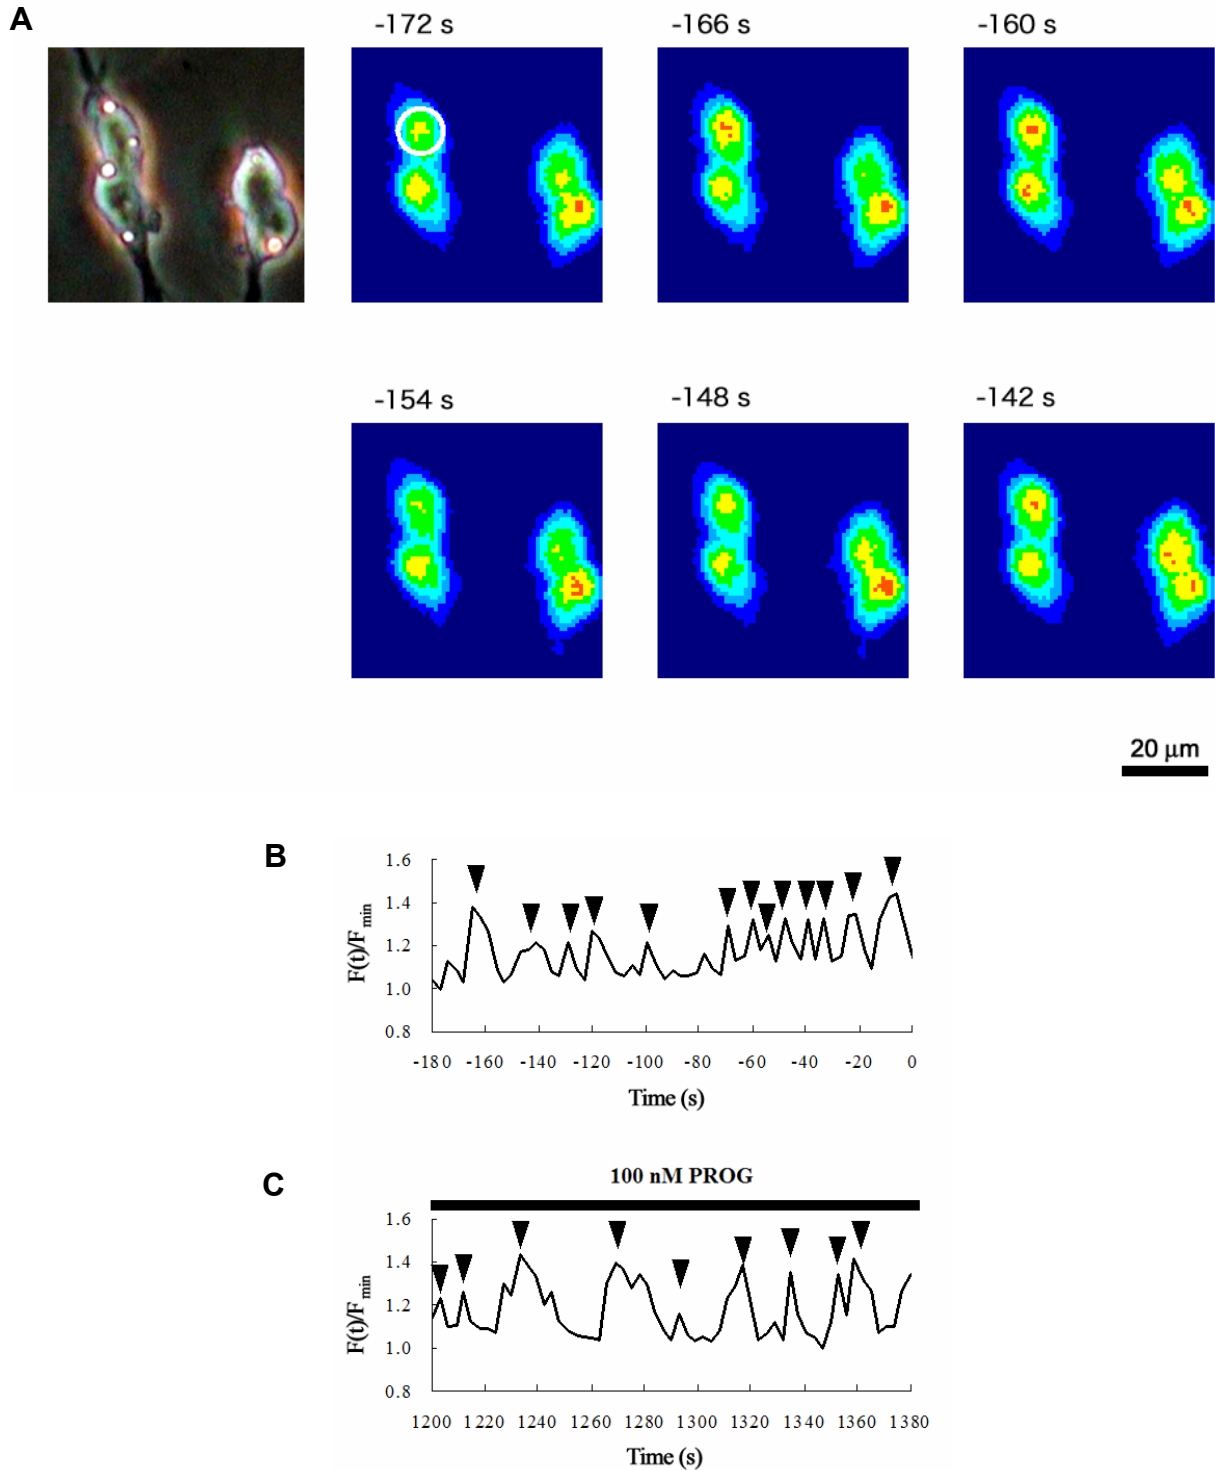 A
-172 s
-166 s
-160 s
-154 s
-148 s
-142 s
20 μm
B
1.6
1.4
1.2
1.0
0.8
F(t)/Fmin
-180 -160 -140 -120 -100 -80 -60 -40 -20 0
Time (s)
C
100 nM PROG
1.6
1.4
1.2
1.0
0.8
F(t)/Fmin
1200 1220 1240 1260 1280 1300 1320 1340 1360 1380
Time (s)